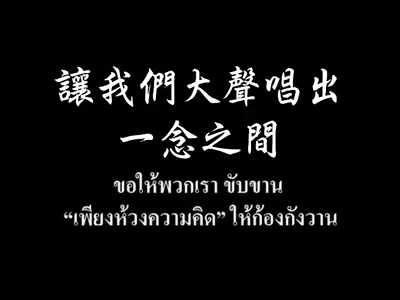 讓我們大聲唱出
一念之間
ขอให้พวกเรา ขับขาน
“เพียงห้วงความคิด” ให้ก้องกังวาน